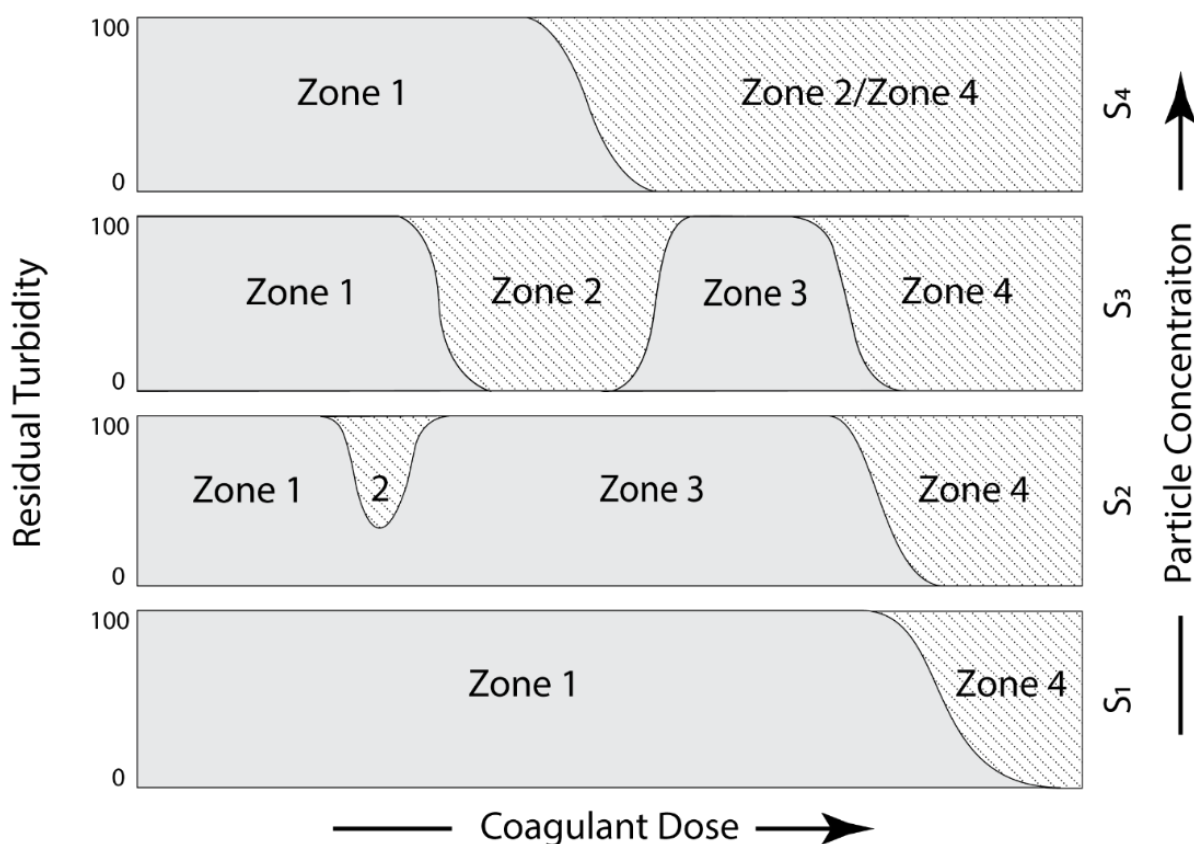 100
Zone 1
Zone 2/Zone 4
0
S4
100
Zone 1
Zone 2
Zone 3
Zone 4
0
S3
100
Zone 1
2
Zone 3
Zone 4
0
S2
100
Zone 1
Zone 4
0
S1
Residual Turbidity
Particle Concentraiton
Coagulant Dose